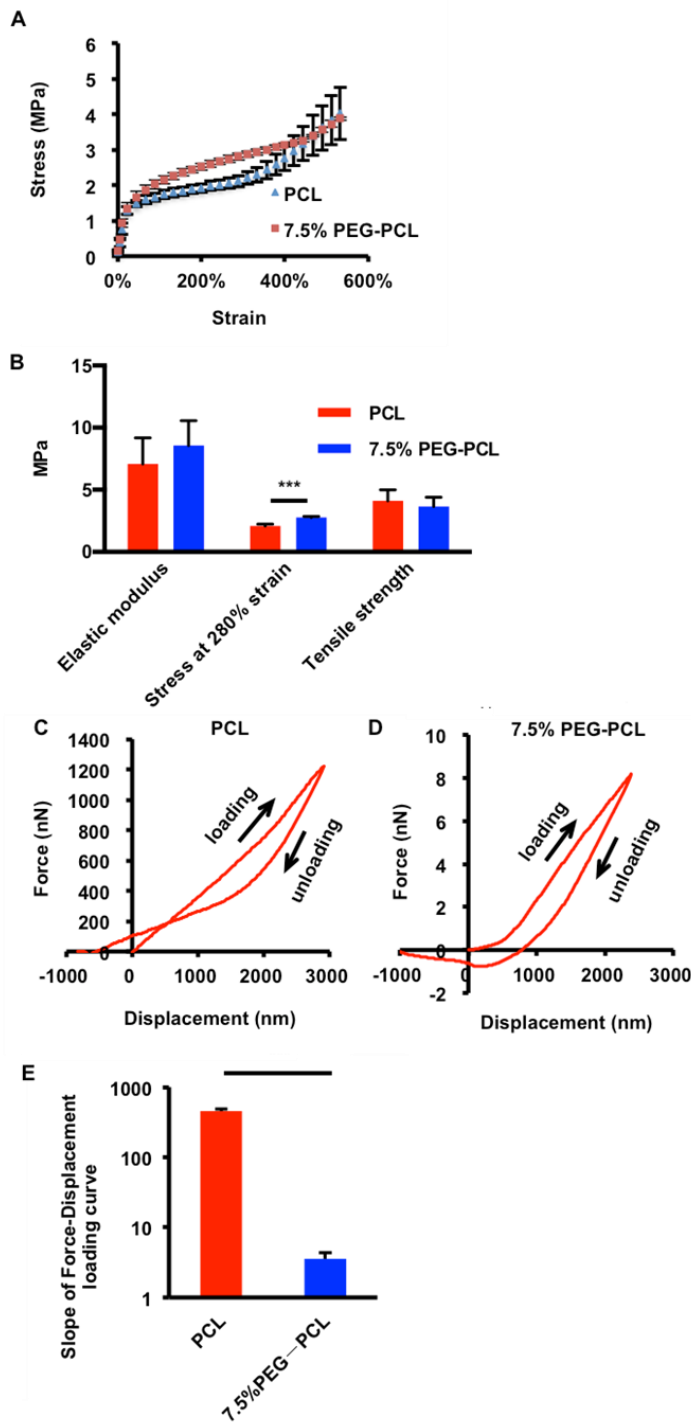 A
6
5
4
3
2
1
0
Stress (MPa)
PCL
7.5% PEG-PCL
0% 200% 400% 600%
Strain
B
15
10
5
0
MPa
PCL
7.5% PEG-PCL
***
Elastic modulus
Stress at 280% strain
Tensile strength
C
PCL
1400
1200
1000
800
600
400
200
0
Force (nN)
loading
unloading
-1000 0 1000 2000 3000
Displacement (nm)
D
7.5% PEG-PCL
10
8
6
4
2
0
-2
Force (nN)
loading
unloading
-1000 0 1000 2000 3000
Displacement (nm)
E
1000
100
10
1
Slope of Force-Displacement
loading curve
PCL
7.5%PEG—PCL